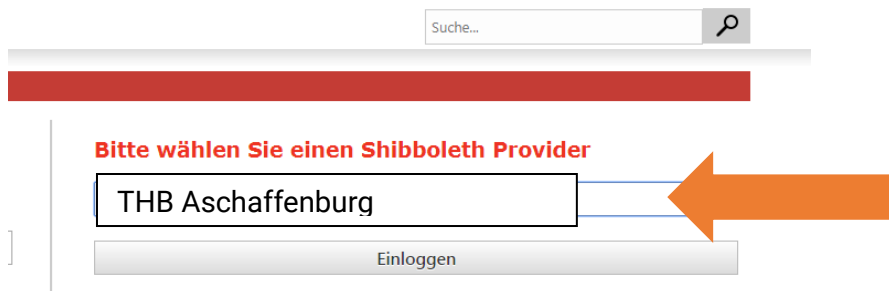 Suche...
Bitte wählen Sie einen Shibboleth Provider
THB Aschaffenburg
Einloggen